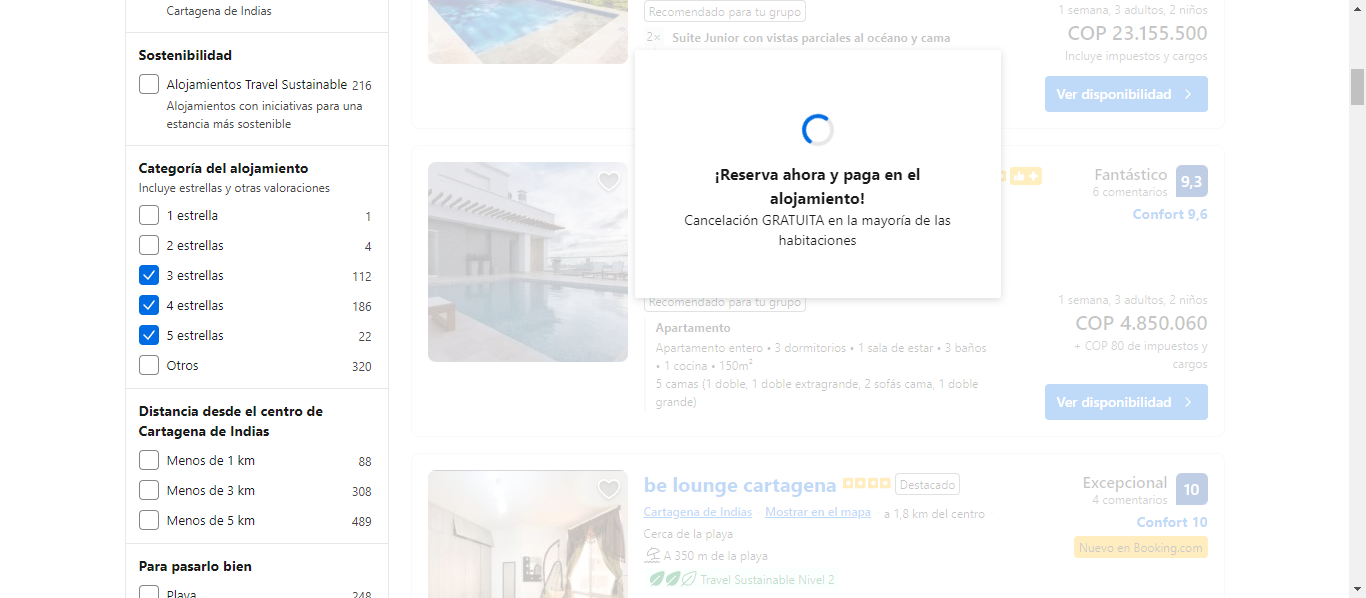 Cartagena de Indias
Sostenibilidad
Alojamientos Travel Sustainable 216
Alojamientos con iniciativas para una
estancia más sostenible
Categoría del alojamiento
Incluye estrellas y otras valoraciones
1 estrella 1
2 estrellas 4
3 estrellas 112
4 estrellas 186
5 estrellas 22
Otros 320
Distancia desde el centro de
Cartagena de Indias
Menos de 1 km 88
Menos de 3 km 308
Menos de 5 km 489
Para pasarlo bien
Playa 248
Recomendado para tu grupo
2× Suite Junior con vistas parciales al océano y cama
1 semana, 3 adultos, 2 niños
COP 23.155.500
Incluye impuestos y cargos
Ver disponibilidad
¡Reserva ahora y paga en el
alojamiento!
Cancelación GRATUITA en la mayoría de las
habitaciones
Fantástico
6 comentarios
9,3
Confort 9,6
Recomendado para tu grupo
Apartamento
Apartamento entero • 3 dormitorios • 1 sala de estar • 3 baños
• 1 cocina • 150m²
5 camas (1 doble, 1 doble extragrande, 2 sofás cama, 1 doble
grande)
1 semana, 3 adultos, 2 niños
COP 4.850.060
+ COP 80 de impuestos y
cargos
Ver disponibilidad
be lounge cartagena Destacado
Cartagena de Indias · Mostrar en el mapa · a 1,8 km del centro
Cerca de la playa
A 350 m de la playa
Travel Sustainable Nivel 2
Excepcional
4 comentarios
10
Confort 10
Nuevo en Booking.com